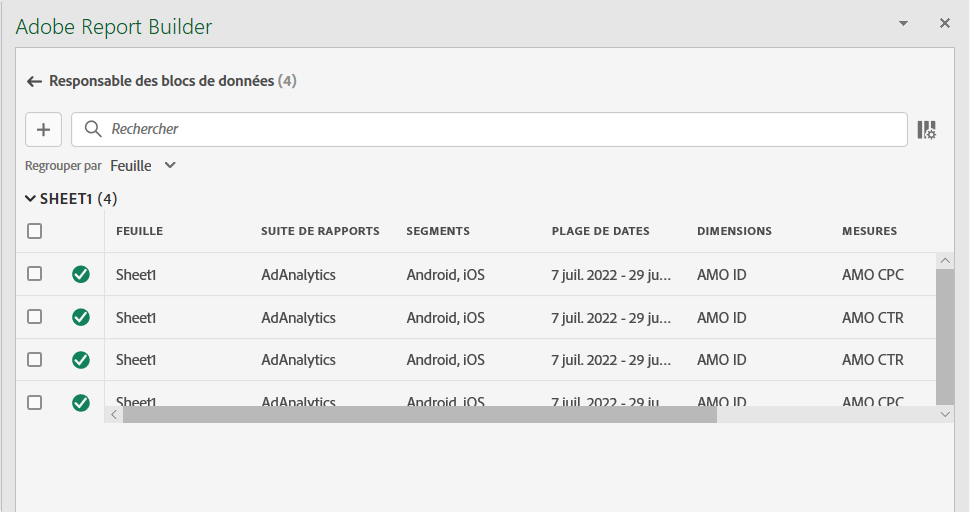 Adobe Report Builder
Responsable des blocs de données (4)
Rechercher
Regrouper par Feuille
SHEET1 (4)
FEUILLE SUITE DE RAPPORTS SEGMENTS PLAGE DE DATES DIMENSIONS MESURES
Sheet1 AdAnalytics Android, iOS 7 juil. 2022 - 29 ju... AMO ID AMO CPC
Sheet1 AdAnalytics Android, iOS 7 juil. 2022 - 29 ju... AMO ID AMO CTR
Sheet1 AdAnalytics Android, iOS 7 juil. 2022 - 29 ju... AMO ID AMO CTR
Sheet1 AdAnalytics Android, iOS 7 juil. 2022 - 29 ju... AMO ID AMO CPC